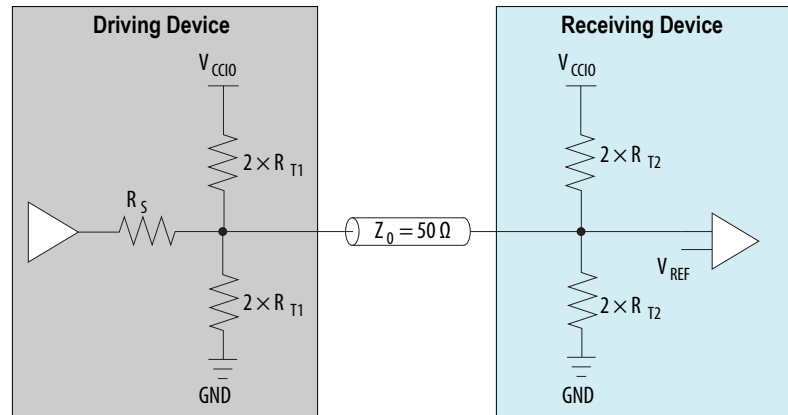 Driving Device
V CCIO
2 × R T1
R S
2 × R T1
GND
Z 0 = 50 Ω
Receiving Device
V CCIO
2 × R T2
V REF
2 × R T2
GND